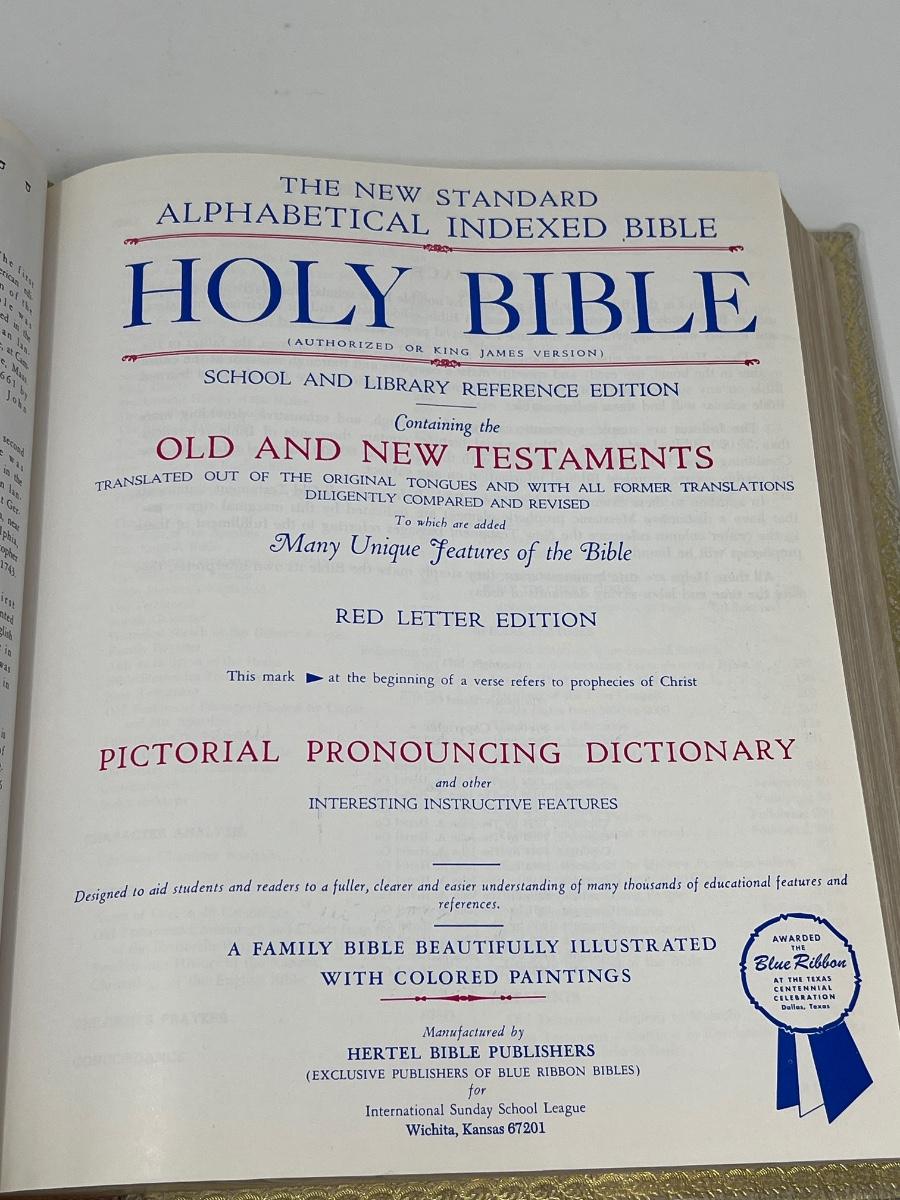 THE NEW STANDARD
ALPHABETICAL INDEXED BIBLE
HOLY BIBLE
(AUTHORIZED OR KING JAMES VERSION)
SCHOOL AND LIBRARY REFERENCE EDITION
Containing the
OLD AND NEW TESTAMENTS
TRANSLATED OUT OF THE ORIGINAL TONGUES AND WITH ALL FORMER TRANSLATIONS
DILIGENTLY COMPARED AND REVISED
To which are added
Many Unique Features of the Bible
RED LETTER EDITION
This mark ► at the beginning of a verse refers to prophecies of Christ
PICTORIAL PRONOUNCING DICTIONARY
and other
INTERESTING INSTRUCTIVE FEATURES
Designed to aid students and readers to a fuller, clearer and easier understanding of many thousands of educational features and
references.
A FAMILY BIBLE BEAUTIFULLY ILLUSTRATED
WITH COLORED PAINTINGS
AWARDED
THE
Blue Ribbon
AT THE TEXAS
CENTENNIAL
CELEBRATION
Dallas, Texas
Manufactured by
HERTEL BIBLE PUBLISHERS
(EXCLUSIVE PUBLISHERS OF BLUE RIBBON BIBLES)
for
International Sunday School League
Wichita, Kansas 67201